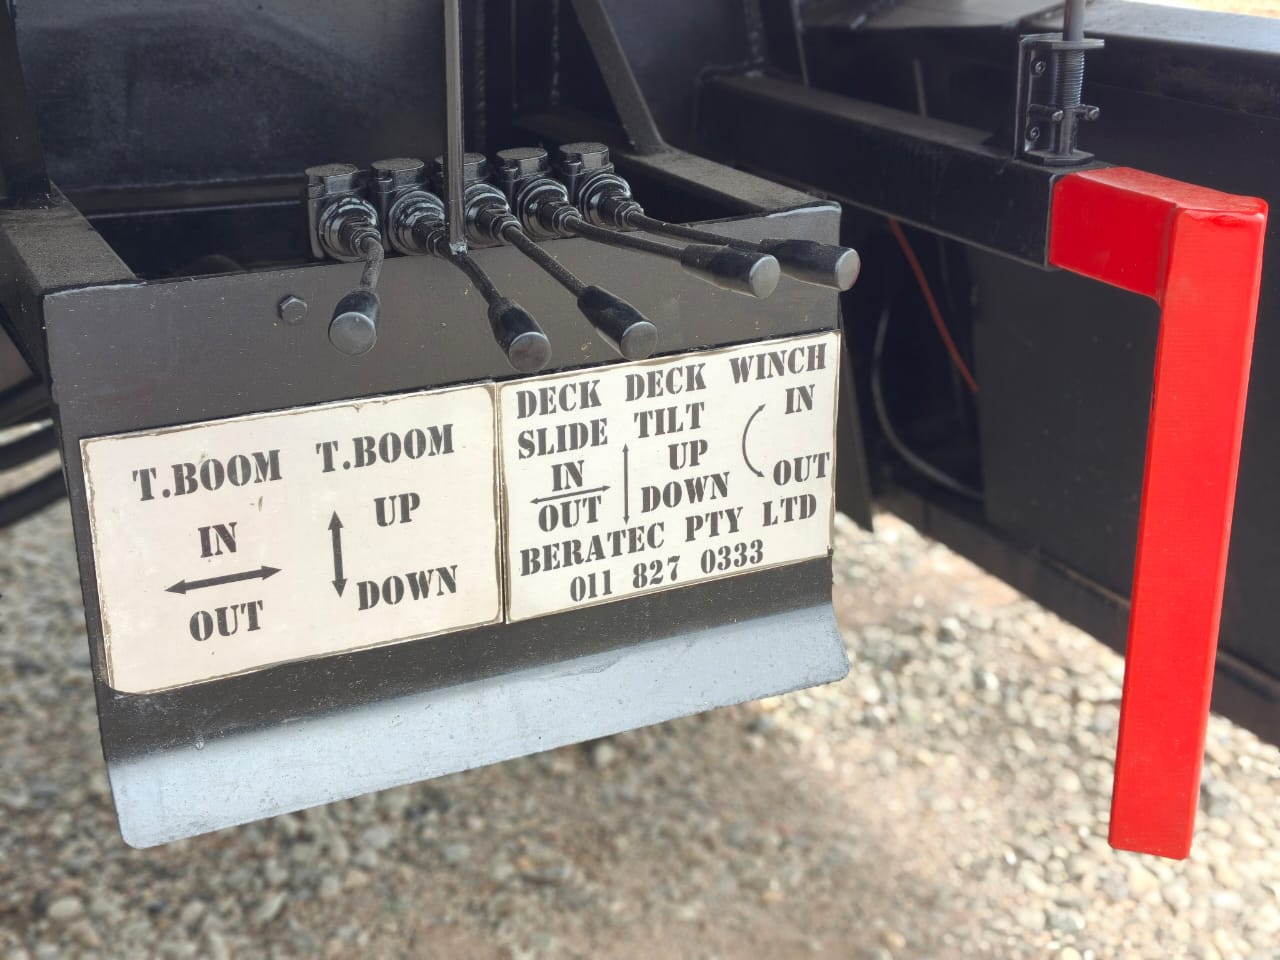 T.BOOM T.BOOM
IN UP
OUT DOWN
DECK DECK WINCH
SLIDE TILT IN
IN UP
OUT DOWN OUT
BERATEC PTY LTD
011 827 0333